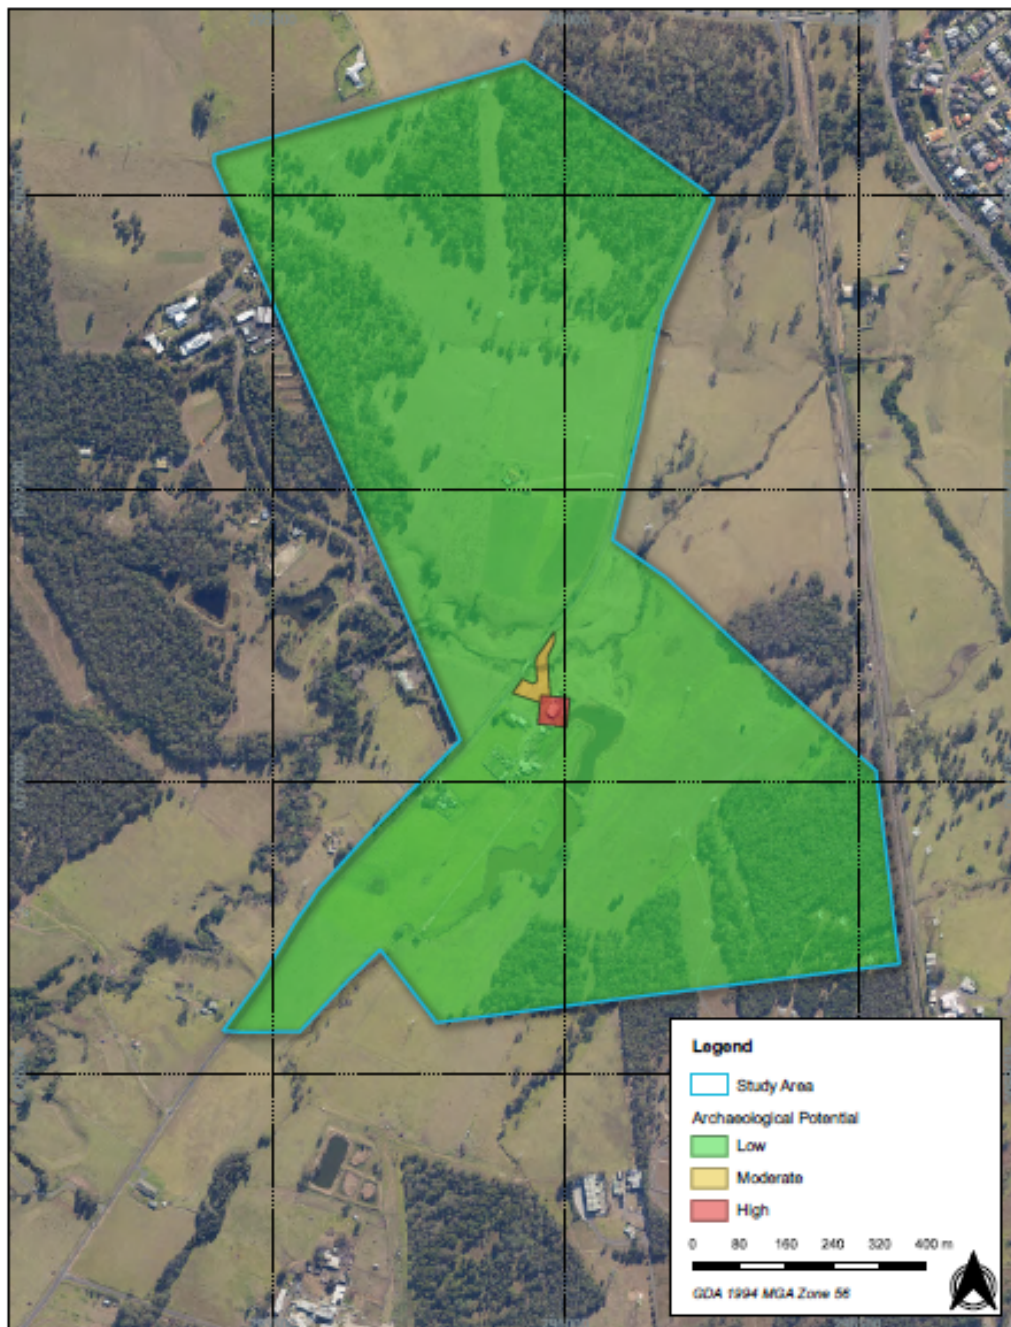 Legend
Study Area
Archaeological Potential
Low
Moderate
High
0 80 160 240 320 400 m
GDA 1994 MGA Zone 56